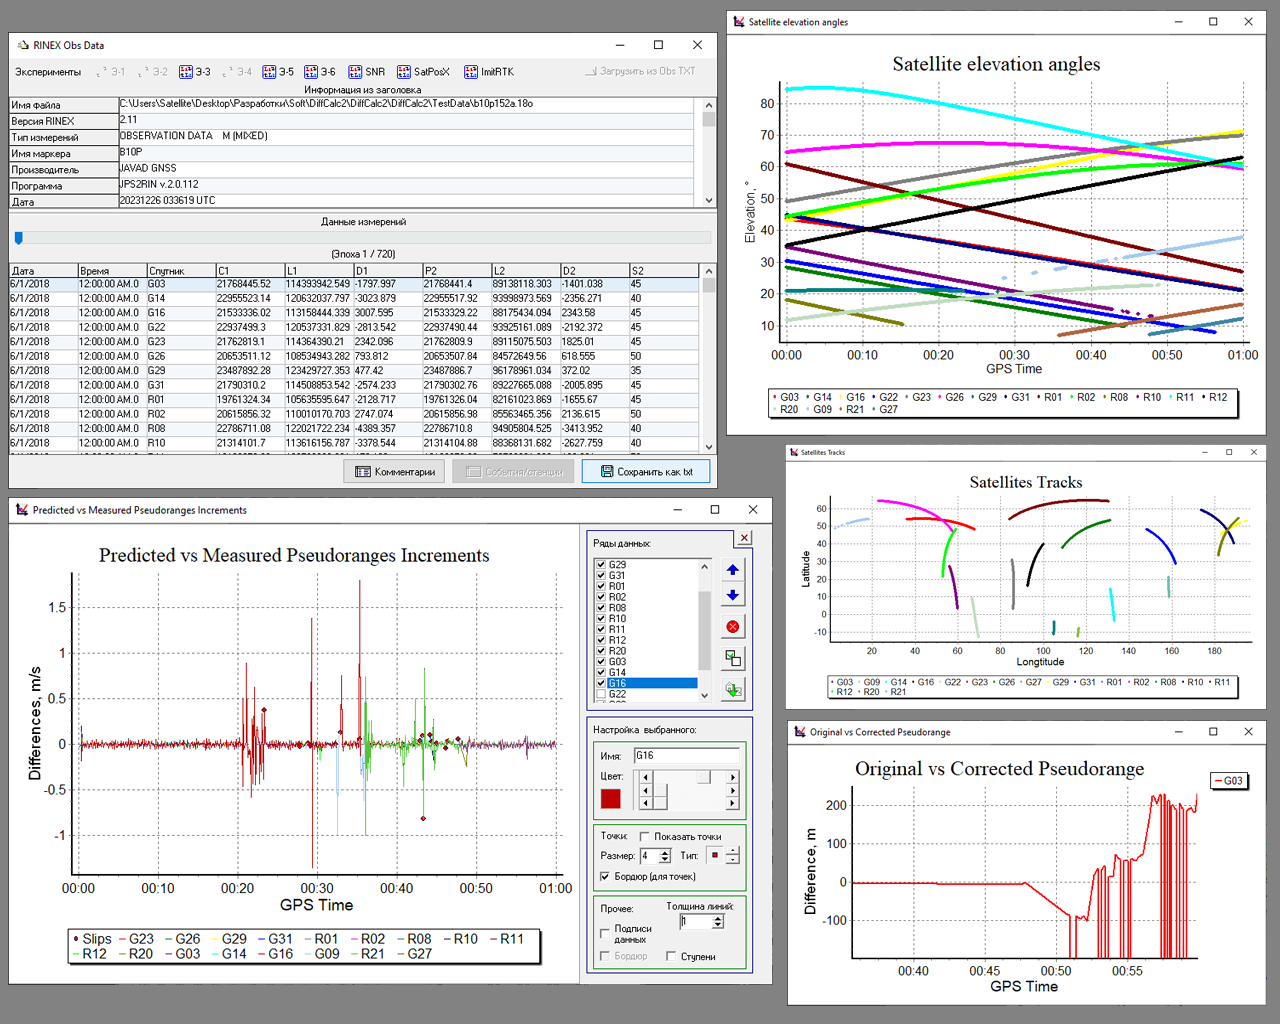 RINEX Obs Data
Эксперименты Э-1 Э-2 Э-3 Э-4 Э-5 Э-6 SNR SatPosX ImitRTK Загрузить из Obs TXT
Информация из заголовка
Имя файла C:\Users\Satellite\Desktop\Разработки\Soft\DiffCalc2\DiffCalc2\DiffCalc2\TestData\b10p152a.18o
Версия RINEX 2.11
Тип измерений OBSERVATION DATA M (MIXED)
Имя маркера B10P
Производитель JAVAD GNSS
Программа JPS2RIN v.2.0.112
Дата 20231226 033619 UTC
Данные измерений
(Эпоха 1 / 720)
Дата Время Спутник C1 L1 D1 P2 L2 D2 S2
6/1/2018 12:00:00 AM.0 G03 21768445.52 114393942.549 -1797.997 21768441.4 89138118.303 -1401.038 45
6/1/2018 12:00:00 AM.0 G14 22955523.14 120632037.797 -3023.879 22955517.92 93998973.569 -2356.271 40
6/1/2018 12:00:00 AM.0 G16 21533336.02 113156444.339 3007.595 21533329.22 88175434.094 2343.58 45
6/1/2018 12:00:00 AM.0 G22 22937499.3 120537331.829 -2813.542 22937490.44 93925161.089 -2192.372 45
6/1/2018 12:00:00 AM.0 G23 21762819.1 114364390.21 2342.096 21762809.9 89115075.503 1825.01 45
6/1/2018 12:00:00 AM.0 G26 20653511.12 108534943.282 793.812 20653507.84 84572649.56 618.555 50
6/1/2018 12:00:00 AM.0 G29 23487892.28 123429727.353 477.42 23487886.7 96178961.034 372.02 35
6/1/2018 12:00:00 AM.0 G31 21790310.2 114508853.542 -2574.233 21790302.76 89227665.088 -2005.895 45
6/1/2018 12:00:00 AM.0 R01 19761324.34 105635595.647 -2128.717 19761326.04 82161023.869 -1655.67 45
6/1/2018 12:00:00 AM.0 R02 20615856.32 110010170.703 2747.074 20615856.98 85563465.356 2136.615 50
6/1/2018 12:00:00 AM.0 R08 22786711.08 122021722.234 -4389.357 22786710.8 94905804.525 -3413.952 40
6/1/2018 12:00:00 AM.0 R10 21314101.7 113616156.787 -3378.544 21314104.88 88368131.682 -2627.759 40
Комментарии События/станции Сохранить как txt
Satellite elevation angles
Satellite elevation angles
Elevation, °
80
70
60
50
40
30
20
10
00:00 00:10 00:20 00:30 00:40 00:50 01:00
GPS Time
G03 G14 G16 G22 G23 G26 G29 G31 R01 R02 R08 R10 R11 R12
R20 G09 R21 G27
Satellites Tracks
Satellites Tracks
Latitude
60
50
40
30
20
10
0
-10
20 40 60 80 100 120 140 160 180
Longtitude
G03 G09 G14 G16 G22 G23 G26 G27 G29 G31 R01 R02 R08 R10 R11
R12 R20 R21
Predicted vs Measured Pseudoranges Increments
Predicted vs Measured Pseudoranges Increments
Differences, m/s
1.5
1
0.5
0
-0.5
-1
00:00 00:10 00:20 00:30 00:40 00:50 01:00
GPS Time
Slips G23 G26 G29 G31 R01 R02 R08 R10 R11
R12 R20 G03 G14 G16 G09 R21 G27
Ряды данных:
G29
G31
R01
R02
R08
R10
R11
R12
R20
G03
G14
G16
G22
Настройка выбранного:
Имя: G16
Цвет:
Точки: Показать точки
Размер: 4 Тип:
Бордюр (для точек)
Прочее: Толщина линий:
1
Подписи данных
Бордюр Ступени
Original vs Corrected Pseudorange
Original vs Corrected Pseudorange
G03
Difference, m
200
100
0
-100
00:40 00:45 00:50 00:55
GPS Time